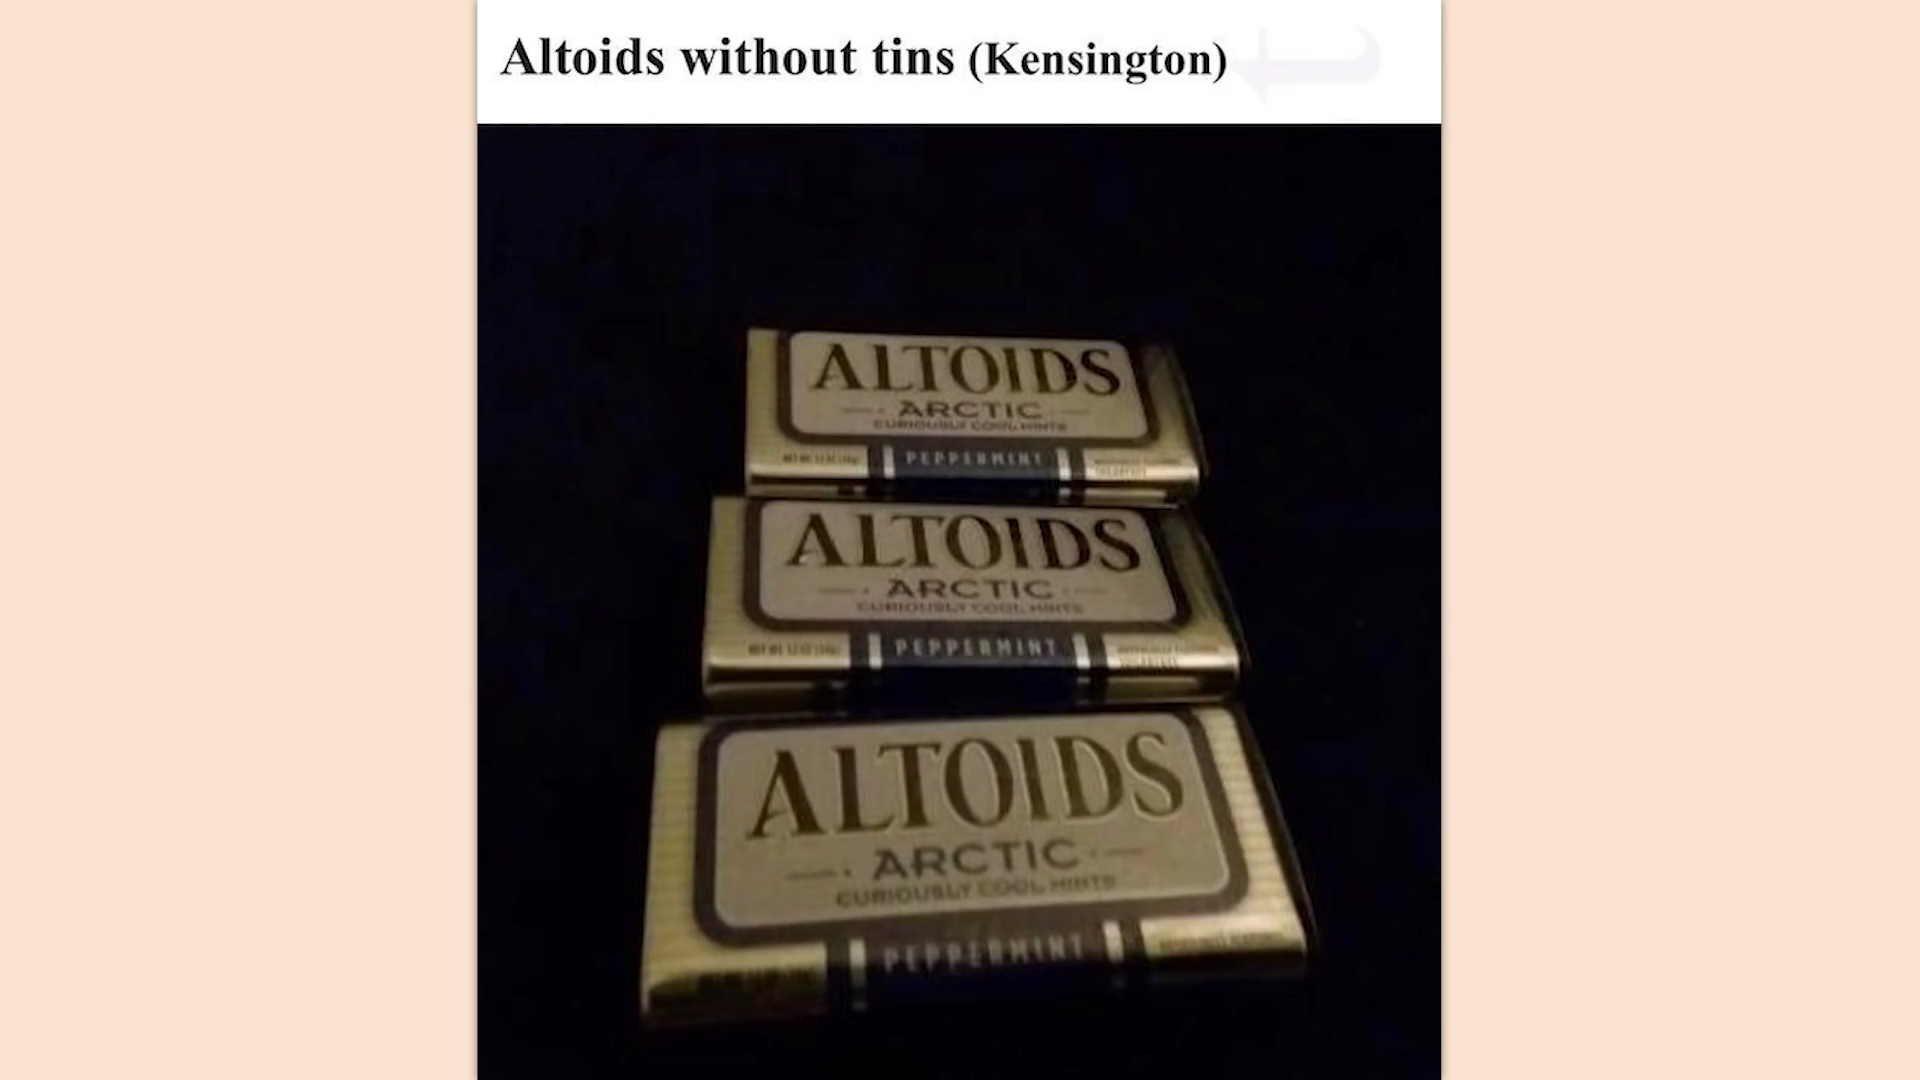 Altoids without tins (Kensington)
ALTOIDS
ARCTIC
CURIOUSLY COOL MINTS
PEPPERMINT
ALTOIDS
ARCTIC
CURIOUSLY COOL MINTS
PEPPERMINT
ALTOIDS
ARCTIC
CURIOUSLY COOL MINTS
PEPPERMINT